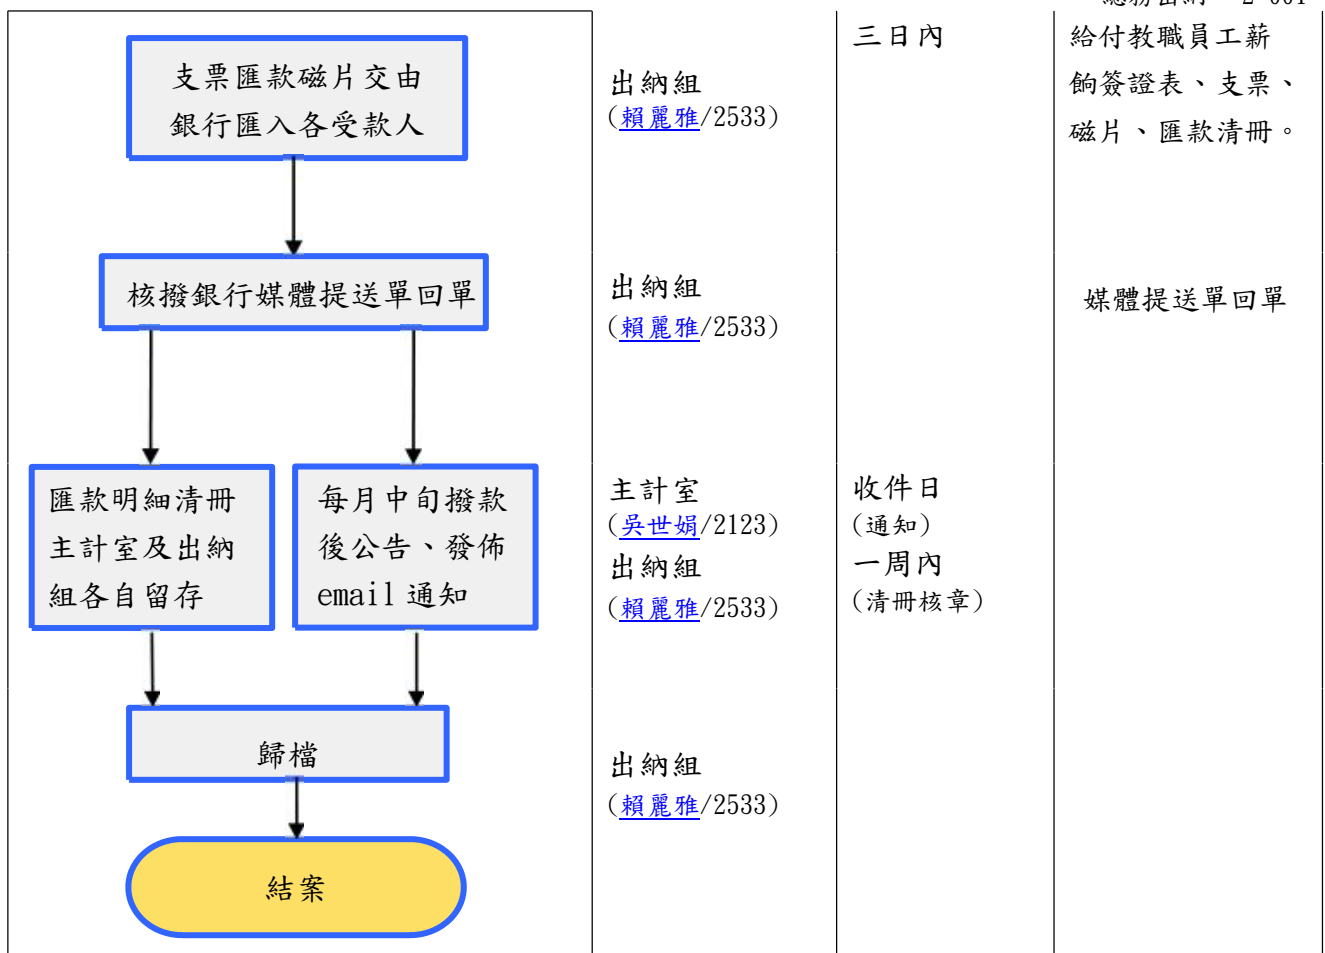 支票匯款磁片交由
銀行匯入各受款人
出納組
(賴麗雅/2533)
三日內
給付教職員工薪
餉簽證表、支票、
磁片、匯款清冊。
核撥銀行媒體提送單回單
出納組
(賴麗雅/2533)
媒體提送單回單
匯款明細清冊
主計室及出納
組各自留存
每月中旬撥款
後公告、發佈
email 通知
主計室
(吳世娟/2123)
出納組
(賴麗雅/2533)
收件日
(通知)
一周內
(清冊核章)
歸檔
出納組
(賴麗雅/2533)
結案